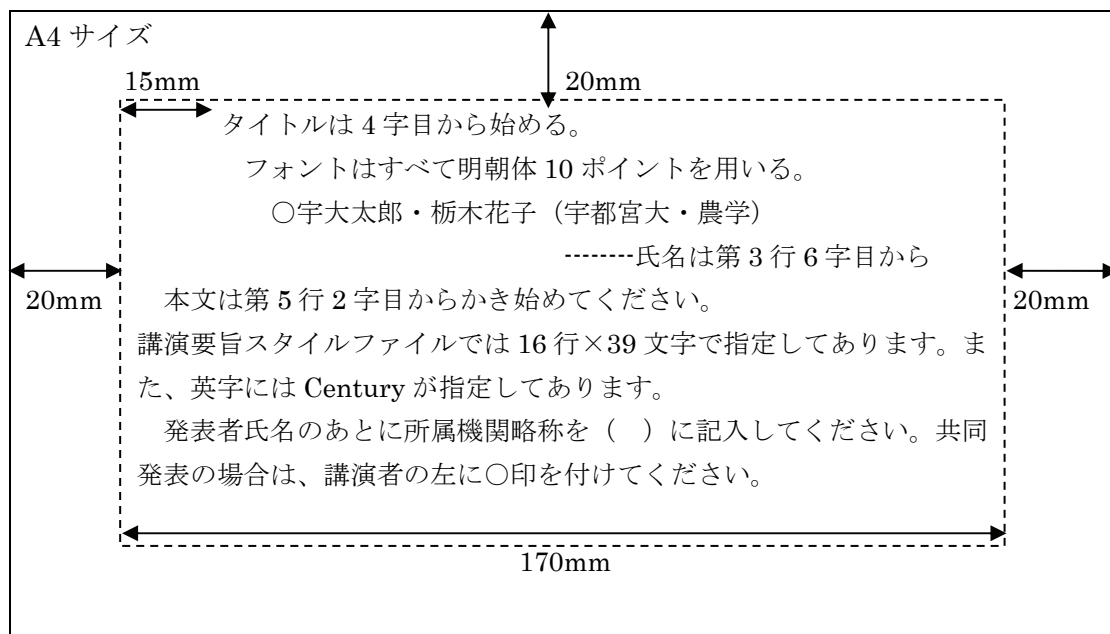 A4 サイズ
15mm
20mm
タイトルは 4 字目から始める。
フォントはすべて明朝体 10 ポイントを用いる。
○宇大太郎・栃木花子（宇都宮大・農学）
--------氏名は第 3 行 6 字目から
20mm
20mm
本文は第 5 行 2 字目からかき始めてください。
講演要旨スタイルファイルでは 16 行×39 文字で指定してあります。ま
た、英字には Century が指定してあります。
発表者氏名のあとに所属機関略称を（　）に記入してください。共同
発表の場合は、講演者の左に○印を付けてください。
170mm